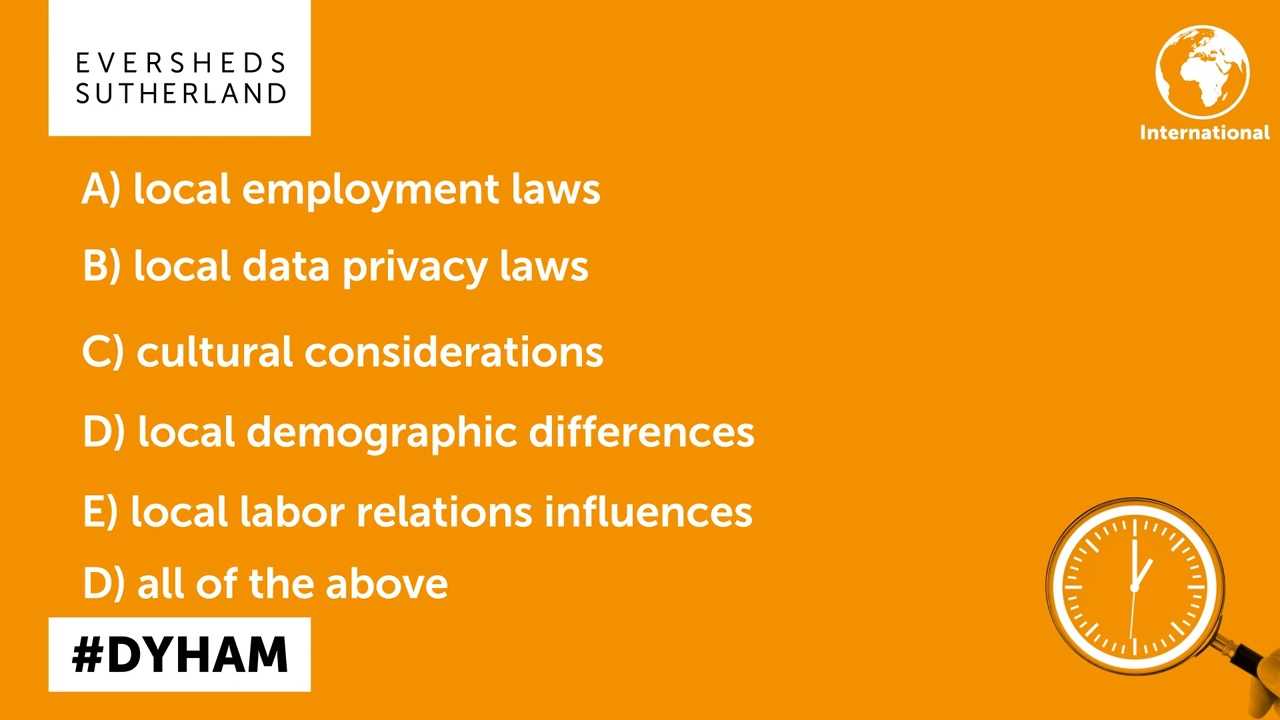 EVERSHEDS
SUTHERLAND
International
A) local employment laws
B) local data privacy laws
C) cultural considerations
D) local demographic differences
E) local labor relations influences
D) all of the above
#DYHAM